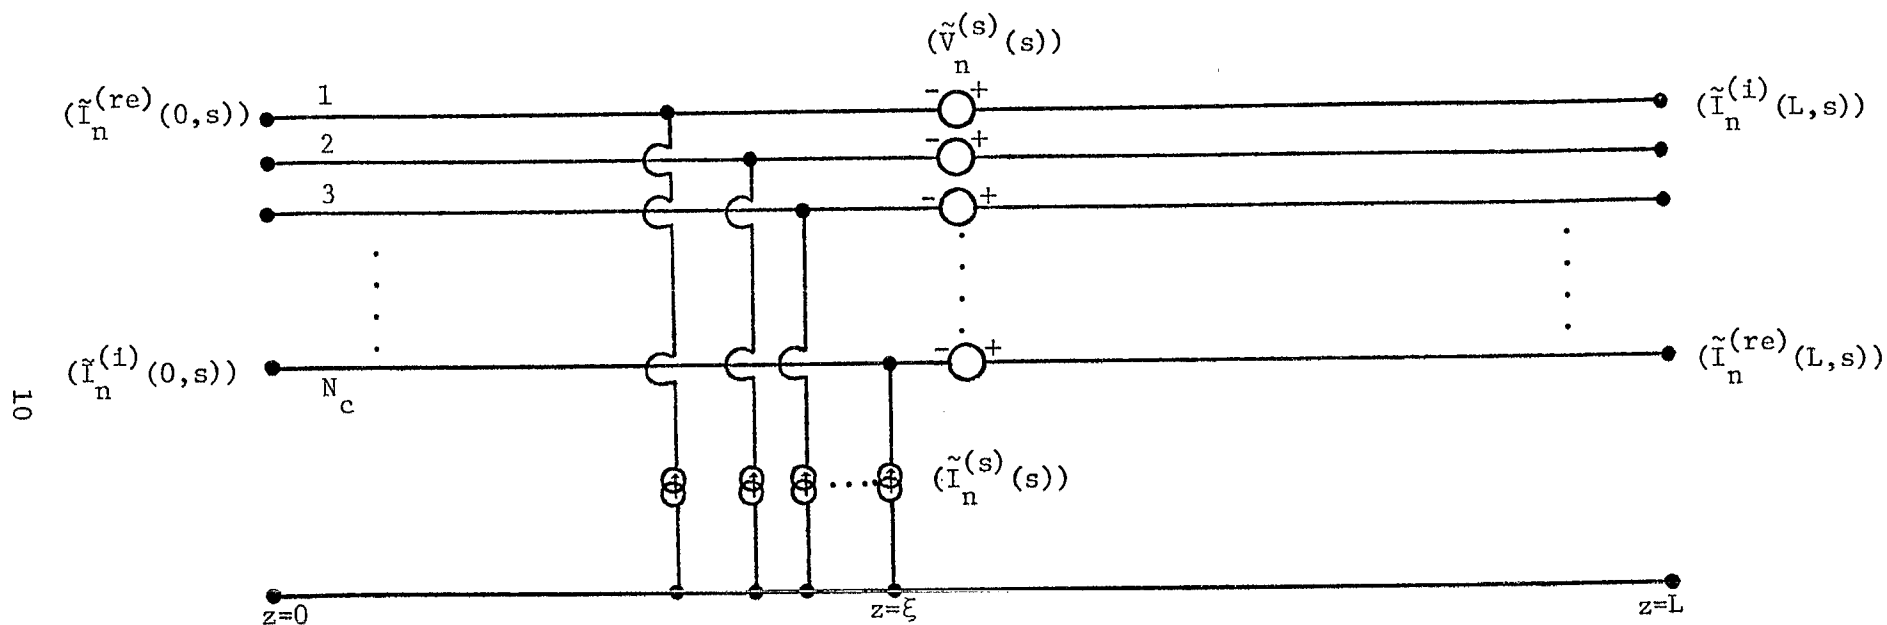 (Ṽ_n^(s)(s))
- +
(Ĩ_n^(re)(0,s)) 1 (Ĩ_n^(i)(L,s))
2 - +
3 - +
(Ĩ_n^(i)(0,s)) N_c - + (Ĩ_n^(re)(L,s))
10
(Ĩ_n^(s)(s))
z=0 z=ξ z=L